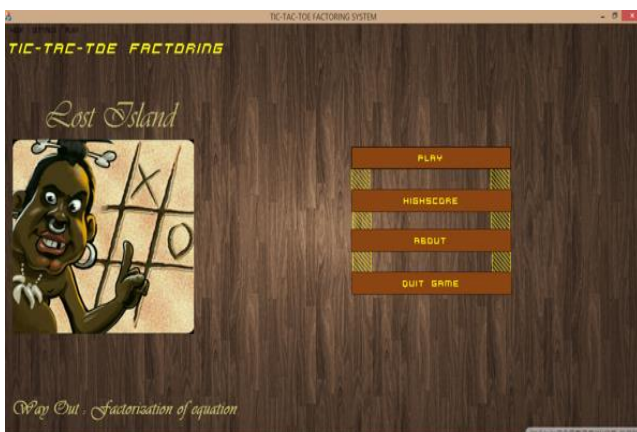 TIC-TAC-TOE FACTORING SYSTEM
TIC-TAC-TOE FACTORING
Lost Island
X
O
PLAY
HIGHSCORE
ABOUT
QUIT GAME
Way Out : Factorization of equation